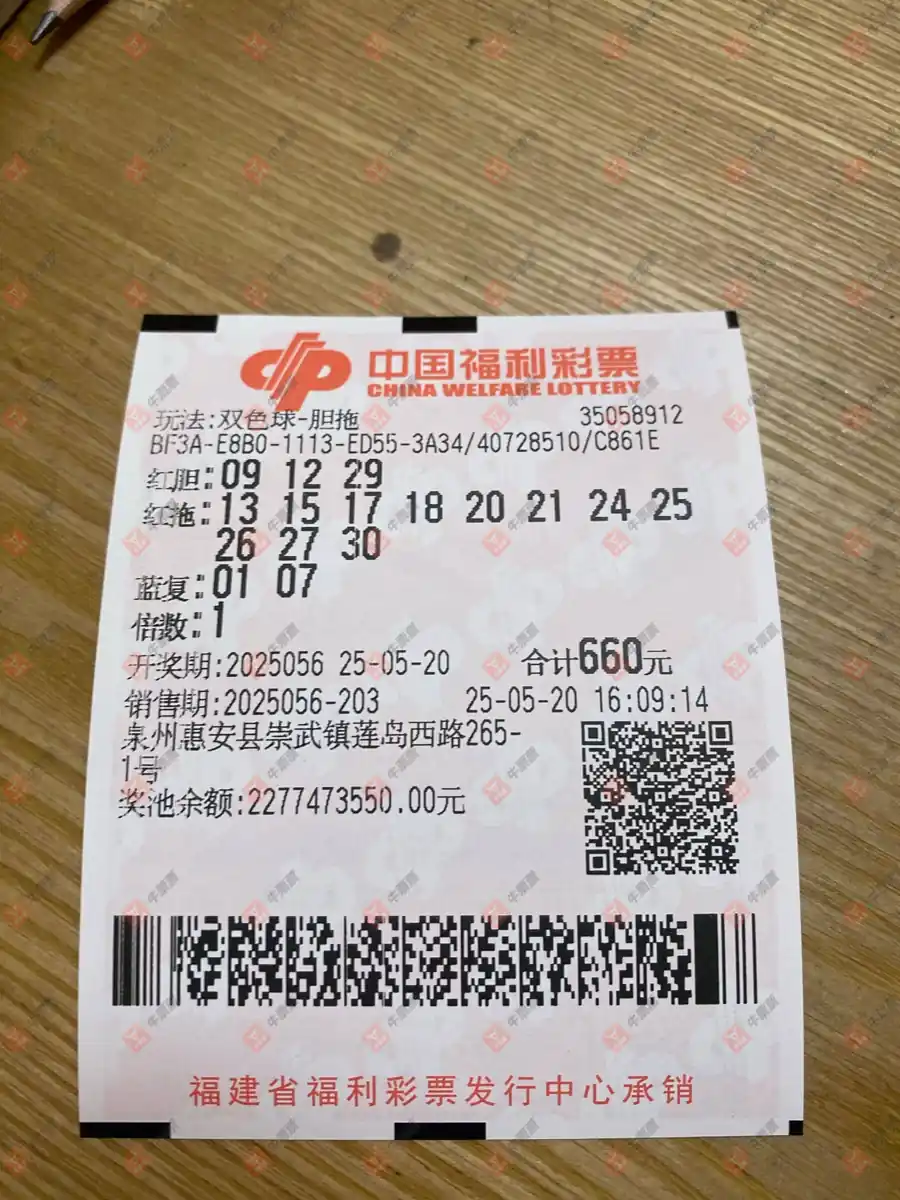 中国福利彩票
CHINA WELFARE LOTTERY
玩法:双色球-胆拖 35058912
BF3A-E8B0-1113-ED55-3A34/40728510/C861E
红胆:09 12 29
红拖:13 15 17 18 20 21 24 25
26 27 30
蓝复:01 07
倍数:1
开奖期:2025056 25-05-20 合计660元
销售期:2025056-203 25-05-20 16:09:14
泉州惠安县崇武镇莲岛西路265-
1号
奖池余额:2277473550.00元
福建省福利彩票发行中心承销